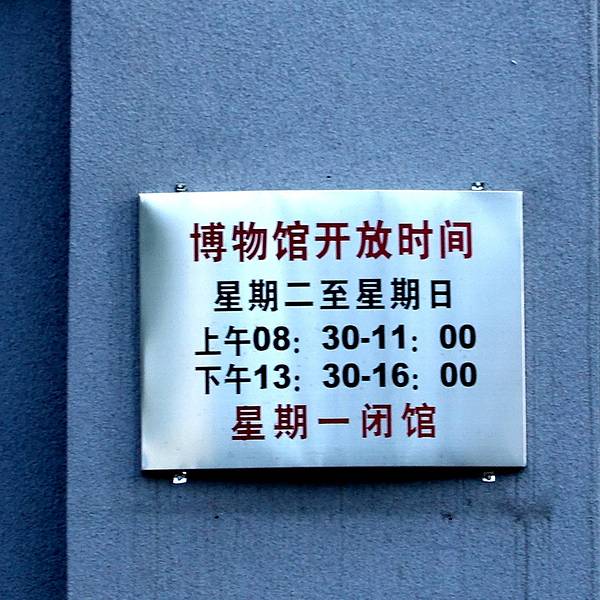 博物馆开放时间
星期二至星期日
上午08：30-11：00
下午13：30-16：00
星期一闭馆